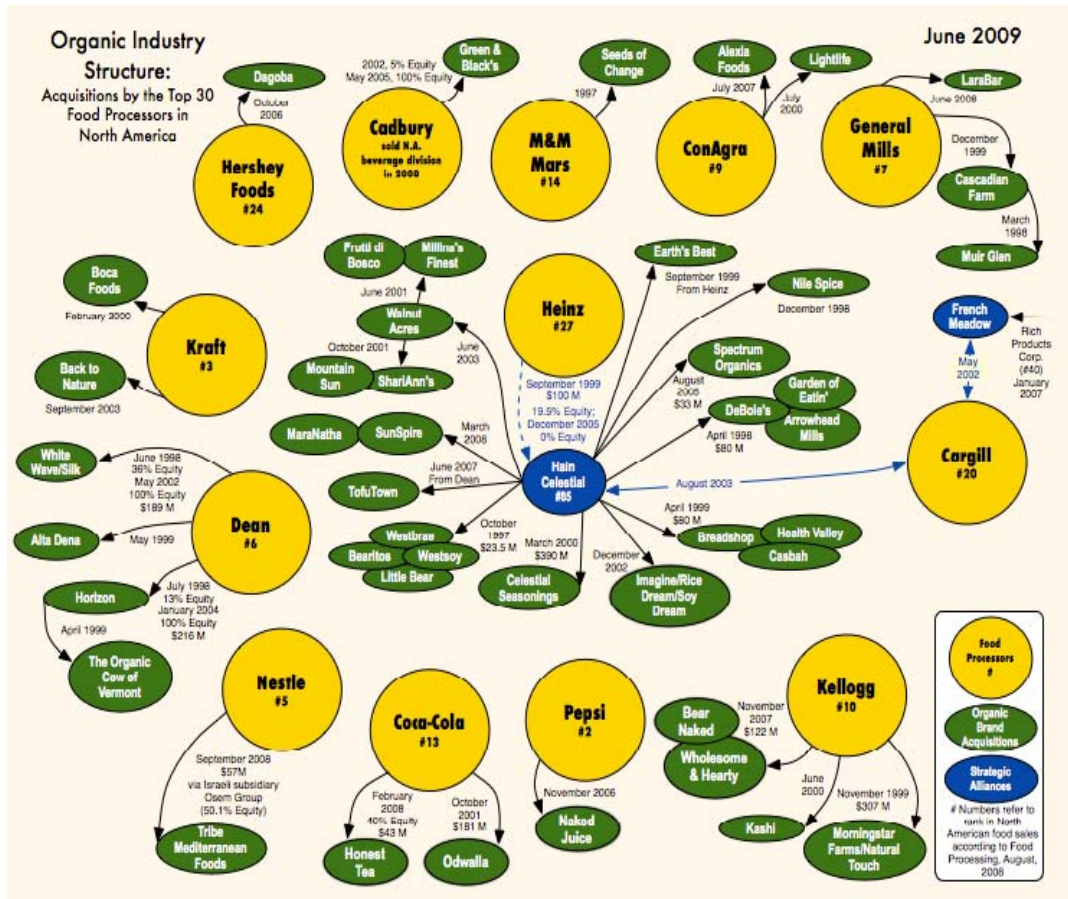 Organic Industry
Structure:
Acquisitions by the Top 30
Food Processors in
North America
June 2009
Dagoba
October
2006
Hershey
Foods
#24
2002, 5% Equity
May 2005, 100% Equity
Green &
Black's
Cadbury
sold N.A.
beverage division
in 2000
Seeds of
Change
1997
M&M
Mars
#14
Alexia
Foods
July 2007
Lightlife
July
2000
ConAgra
#9
General
Mills
#7
LaraBar
June 2008
December
1999
Cascadian
Farm
March
1998
Muir Glen
Boca
Foods
February 2000
Kraft
#3
Back to
Nature
September 2003
Frutti di
Bosco
Millina's
Finest
June 2001
Walnut
Acres
October 2001
Mountain
Sun
ShariAnn's
June
2003
Heinz
#27
September 1999
$100 M
19.5% Equity;
December 2005
0% Equity
Earth's Best
September 1999
From Heinz
Nile Spice
December 1998
Spectrum
Organics
August
2005
$33 M
Garden of
Eatin'
DeBole's
Arrowhead
Mills
April 1998
$80 M
French
Meadow
Rich
Products
Corp.
(#40)
January
2007
May
2002
Cargill
#20
August 2003
Hain
Celestial
#85
MaraNatha
SunSpire
March
2008
TofuTown
June 2007
From Dean
Westbrae
Bearitos
Westsoy
Little Bear
October
1997
$23.5 M
March 2000
$390 M
Celestial
Seasonings
December
2002
Imagine/Rice
Dream/Soy
Dream
April 1999
$80 M
Breadshop
Health Valley
Casbah
White
Wave/Silk
June 1998
36% Equity
May 2002
100% Equity
$189 M
Alta Dena
May 1999
Dean
#6
Horizon
July 1998
13% Equity
January 2004
100% Equity
$216 M
April 1999
The Organic
Cow of
Vermont
Nestle
#5
September 2008
$57M
via Israeli subsidiary
Osem Group
(50.1% Equity)
Tribe
Mediterranean
Foods
Coca-Cola
#13
February
2008
40% Equity
$43 M
Honest
Tea
October
2001
$181 M
Odwalla
Pepsi
#2
November 2006
Naked
Juice
Kellogg
#10
Bear
Naked
Wholesome
& Hearty
November
2007
$122 M
June
2000
Kashi
November 1999
$307 M
Morningstar
Farms/Natural
Touch
Food
Processors
#
Organic
Brand
Acquisitions
Strategic
Alliances
# Numbers refer
to
rank in North
American food sales
according to Food
Processing, August,
2008